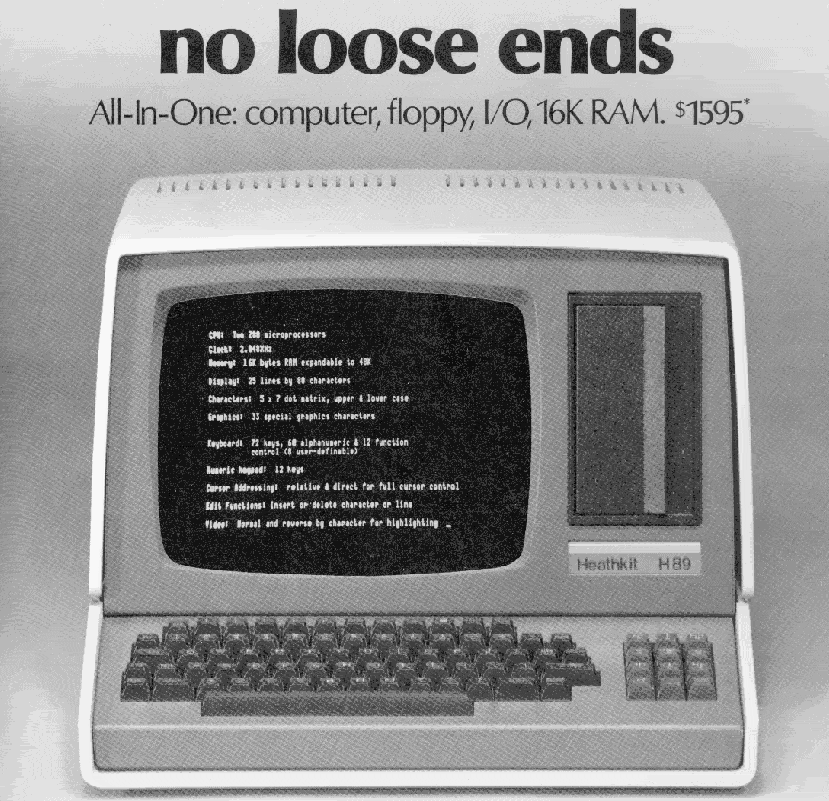 no loose ends
All-In-One: computer, floppy, I/O, 16K RAM. $1595*
CPU: Two Z80 microprocessors
Clock: 2.048MHz
Memory: 16K bytes RAM expandable to 48K
Display: 25 lines by 80 characters
Characters: 5 x 7 dot matrix, upper & lower case
Graphics: 33 special graphics characters
Keyboard: 72 keys, 60 alphanumeric & 12 function
control (8 user-definable)
Numeric keypad: 12 keys
Cursor Addressing: relative & direct for full cursor control
Edit Functions: Insert or delete character or line
Video: Normal and reverse by character for highlighting _
Heathkit H89